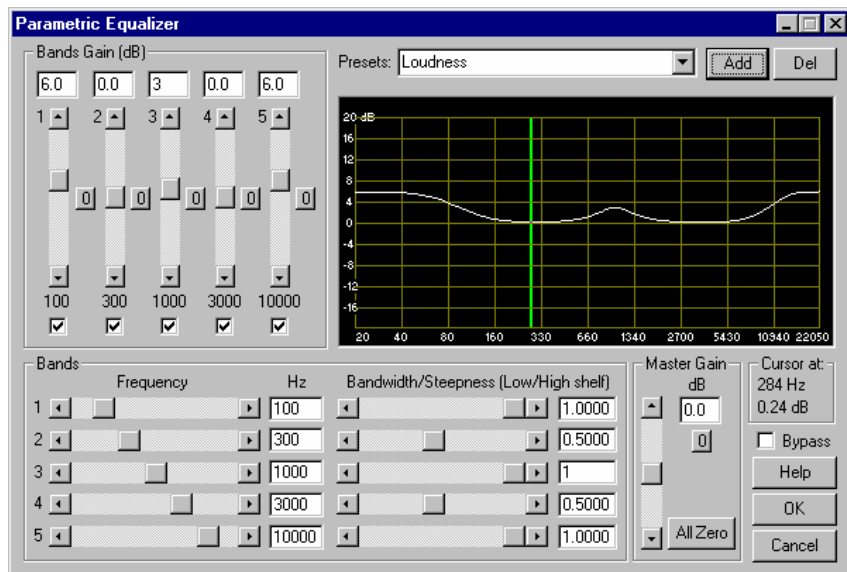 Parametric Equalizer
Bands Gain (dB)
6.0 0.0 3 0.0 6.0
1 2 3 4 5
0 0 0 0 0
100 300 1000 3000 10000
Presets: Loudness Add Del
20 dB
16
12
8
4
0
-4
-8
-12
-16
20 40 80 160 330 660 1340 2700 5430 10940 22050
Bands
Frequency Hz Bandwidth/Steepness (Low/High shelf)
1 100 1.0000
2 300 0.5000
3 1000 1
4 3000 0.5000
5 10000 1.0000
Master Gain
dB
0.0
0
All Zero
Cursor at:
284 Hz
0.24 dB
Bypass
Help
OK
Cancel